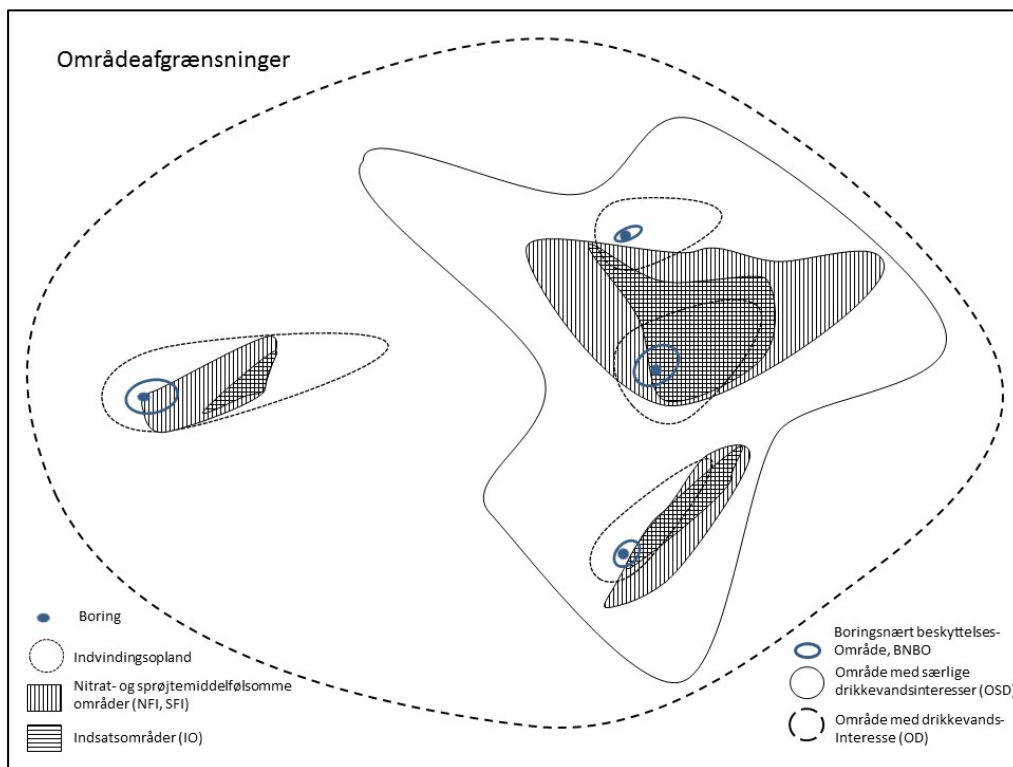 Områdeafgrænsninger
Boring
Indvindingsopland
Nitrat- og sprøjtemiddelfølsomme
områder (NFI, SFI)
Indsatsområder (IO)
Boringsnært beskyttelses-
Område, BNBO
Område med særlige
drikkevandsinteresser (OSD)
Område med drikkevands-
Interesse (OD)